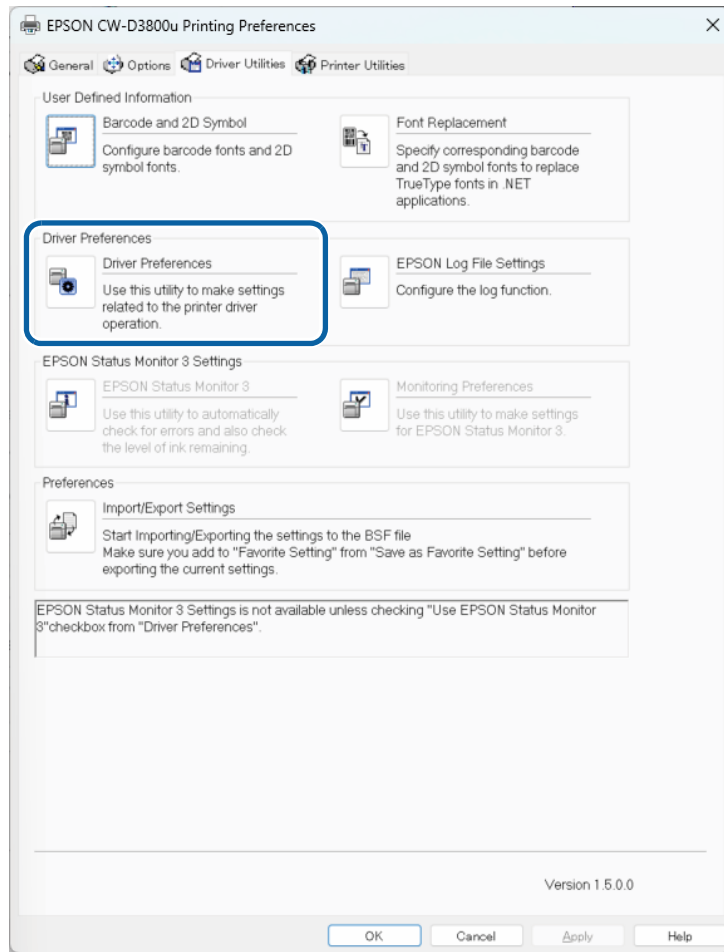 EPSON CW-D3800u Printing Preferences
General Options Driver Utilities Printer Utilities
User Defined Information
Barcode and 2D Symbol
Configure barcode fonts and 2D
symbol fonts.
Font Replacement
Specify corresponding barcode
and 2D symbol fonts to replace
TrueType fonts in .NET
applications.
Driver Preferences
Driver Preferences
Use this utility to make settings
related to the printer driver
operation.
EPSON Log File Settings
Configure the log function.
EPSON Status Monitor 3 Settings
EPSON Status Monitor 3
Use this utility to automatically
check for errors and also check
the level of ink remaining.
Monitoring Preferences
Use this utility to make settings
for EPSON Status Monitor 3.
Preferences
Import/Export Settings
Start Importing/Exporting the settings to the BSF file
Make sure you add to "Favorite Setting" from "Save as Favorite Setting" before
exporting the current settings.
EPSON Status Monitor 3 Settings is not available unless checking "Use EPSON Status Monitor
3"checkbox from "Driver Preferences".
Version 1.5.0.0
OK Cancel Apply Help